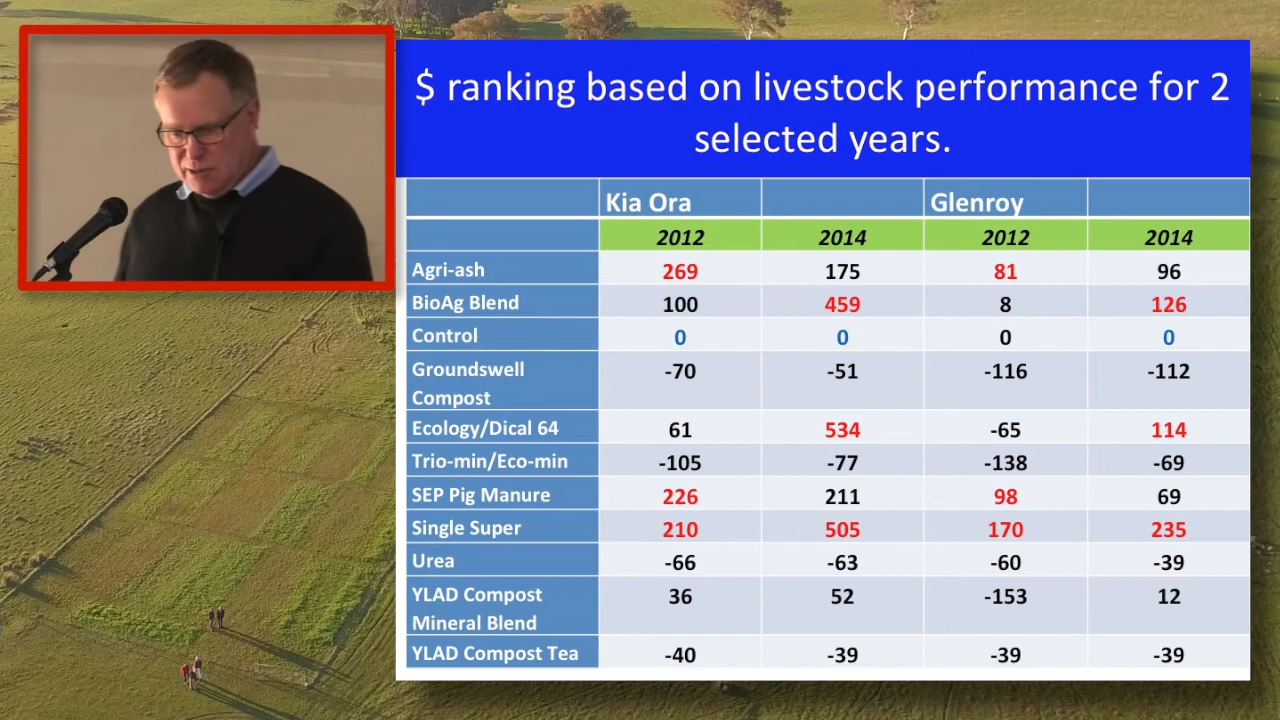 $ ranking based on livestock performance for 2
selected years.
Kia Ora Glenroy
2012 2014 2012 2014
Agri-ash 269 175 81 96
BioAg Blend 100 459 8 126
Control 0 0 0 0
Groundswell
Compost -70 -51 -116 -112
Ecology/Dical 64 61 534 -65 114
Trio-min/Eco-min -105 -77 -138 -69
SEP Pig Manure 226 211 98 69
Single Super 210 505 170 235
Urea -66 -63 -60 -39
YLAD Compost
Mineral Blend 36 52 -153 12
YLAD Compost Tea -40 -39 -39 -39